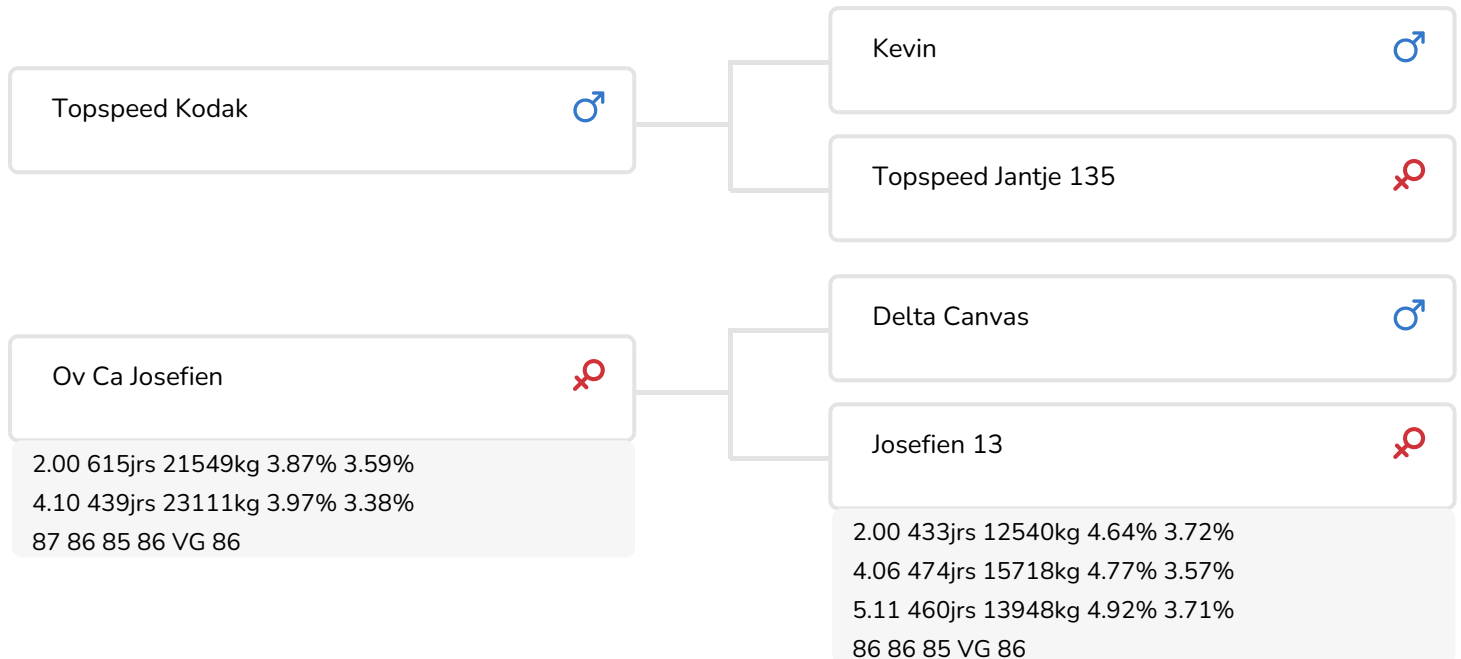 Kevin
Topspeed Kodak
Topspeed Jantje 135
Delta Canvas
Ov Ca Josefien
2.00 615jrs 21549kg 3.87% 3.59%
4.10 439jrs 23111kg 3.97% 3.38%
87 86 85 86 VG 86
Josefien 13
2.00 433jrs 12540kg 4.64% 3.72%
4.06 474jrs 15718kg 4.77% 3.57%
5.11 460jrs 13948kg 4.92% 3.71%
86 86 85 VG 86